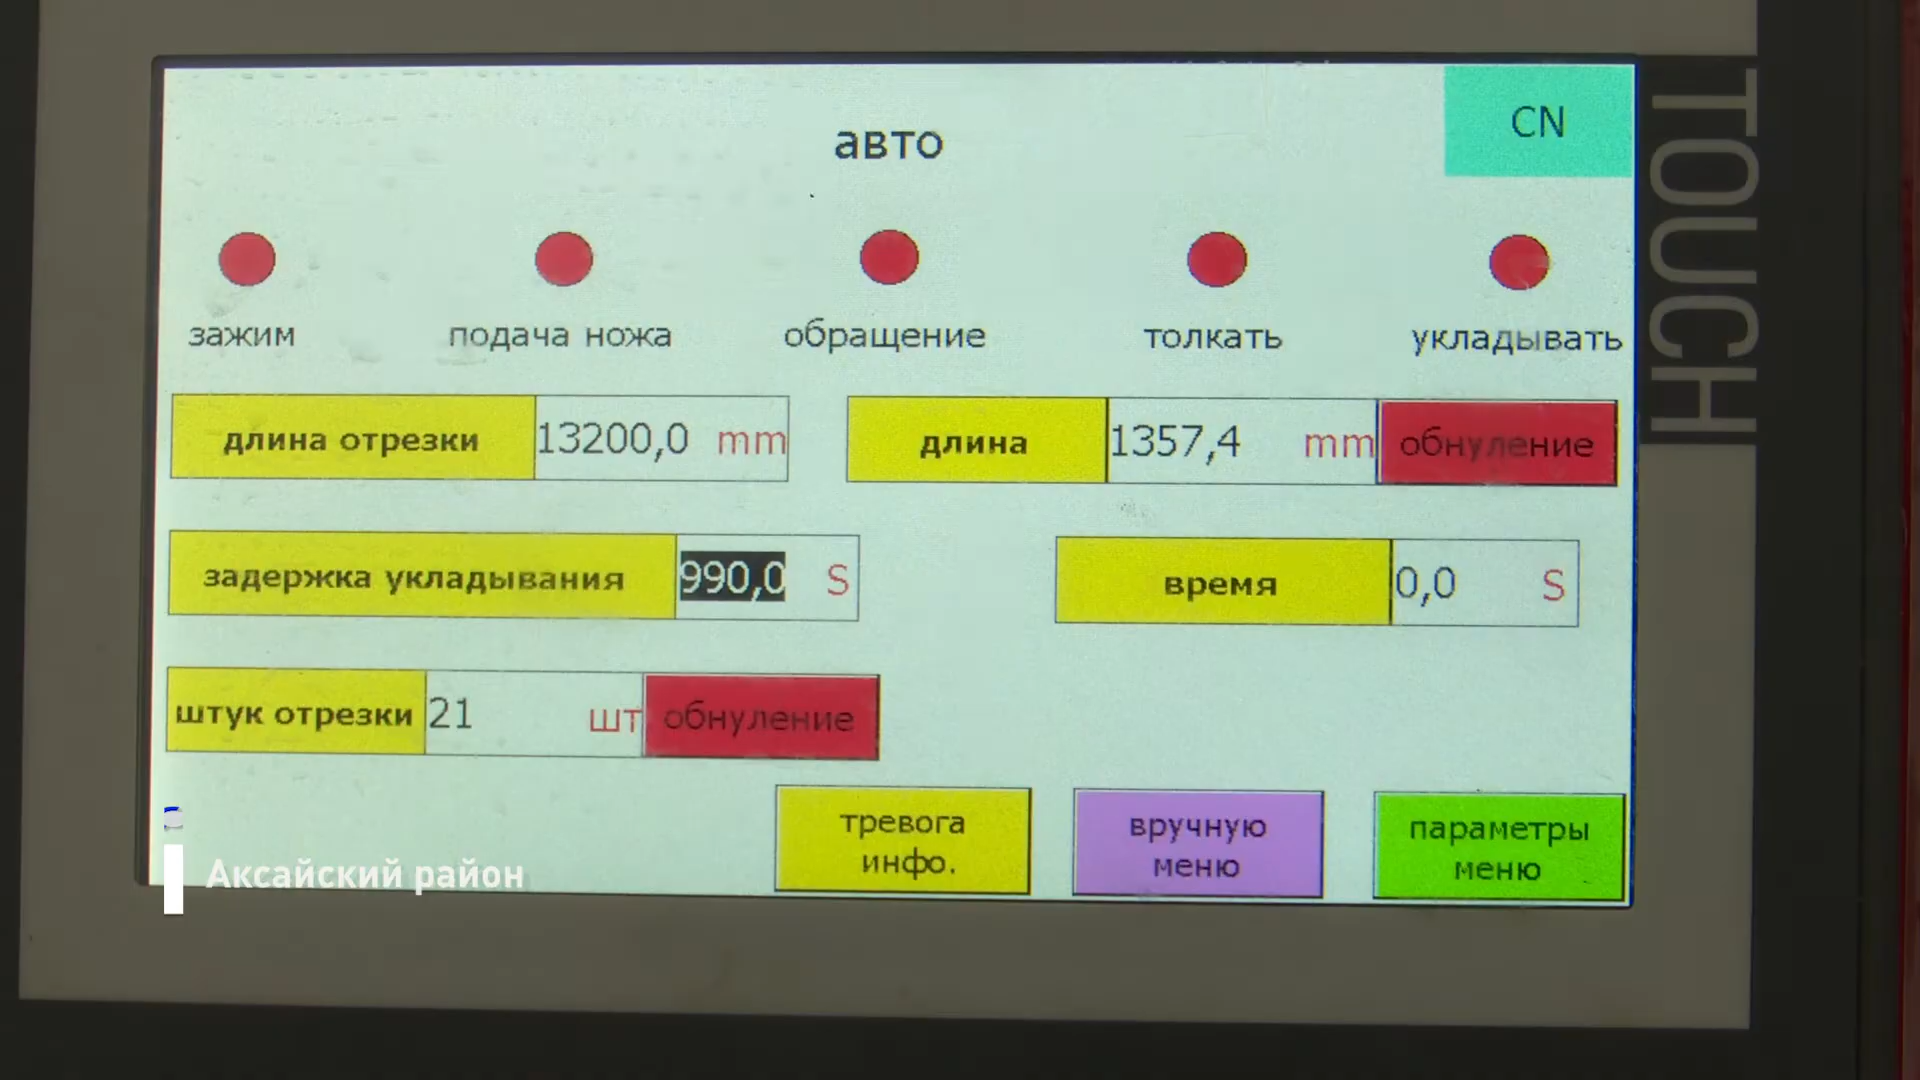 CN
авто
зажим
подача ножа
обращение
толкать
укладывать
длина отрезки 13200,0 mm
длина 1357,4 mm обнуление
задержка укладывания 990,0 S
время 0,0 S
штук отрезки 21 шт обнуление
тревога
инфо.
вручную
меню
параметры
меню
Аксайский район
TOUCH